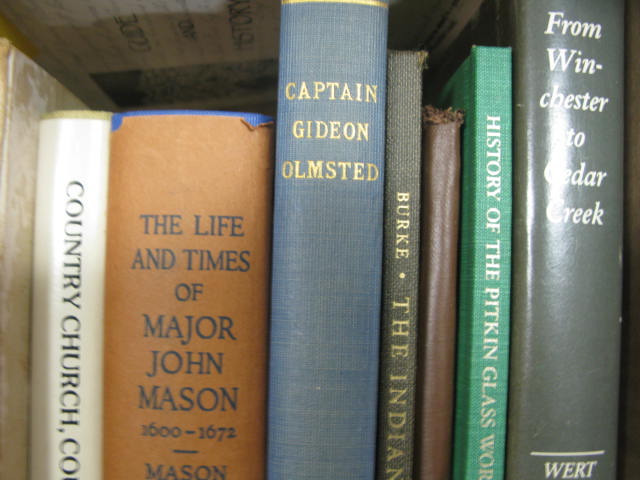 COUNTRY CHURCH,
THE LIFE
AND TIMES
OF
MAJOR
JOHN
MASON
1600-1672
MASON
CAPTAIN
GIDEON
OLMSTED
BURKE · THE INDIAN
HISTORY OF THE PITKIN GLASS WOR
From
Win-
chester
to
Cedar
Creek
WERT